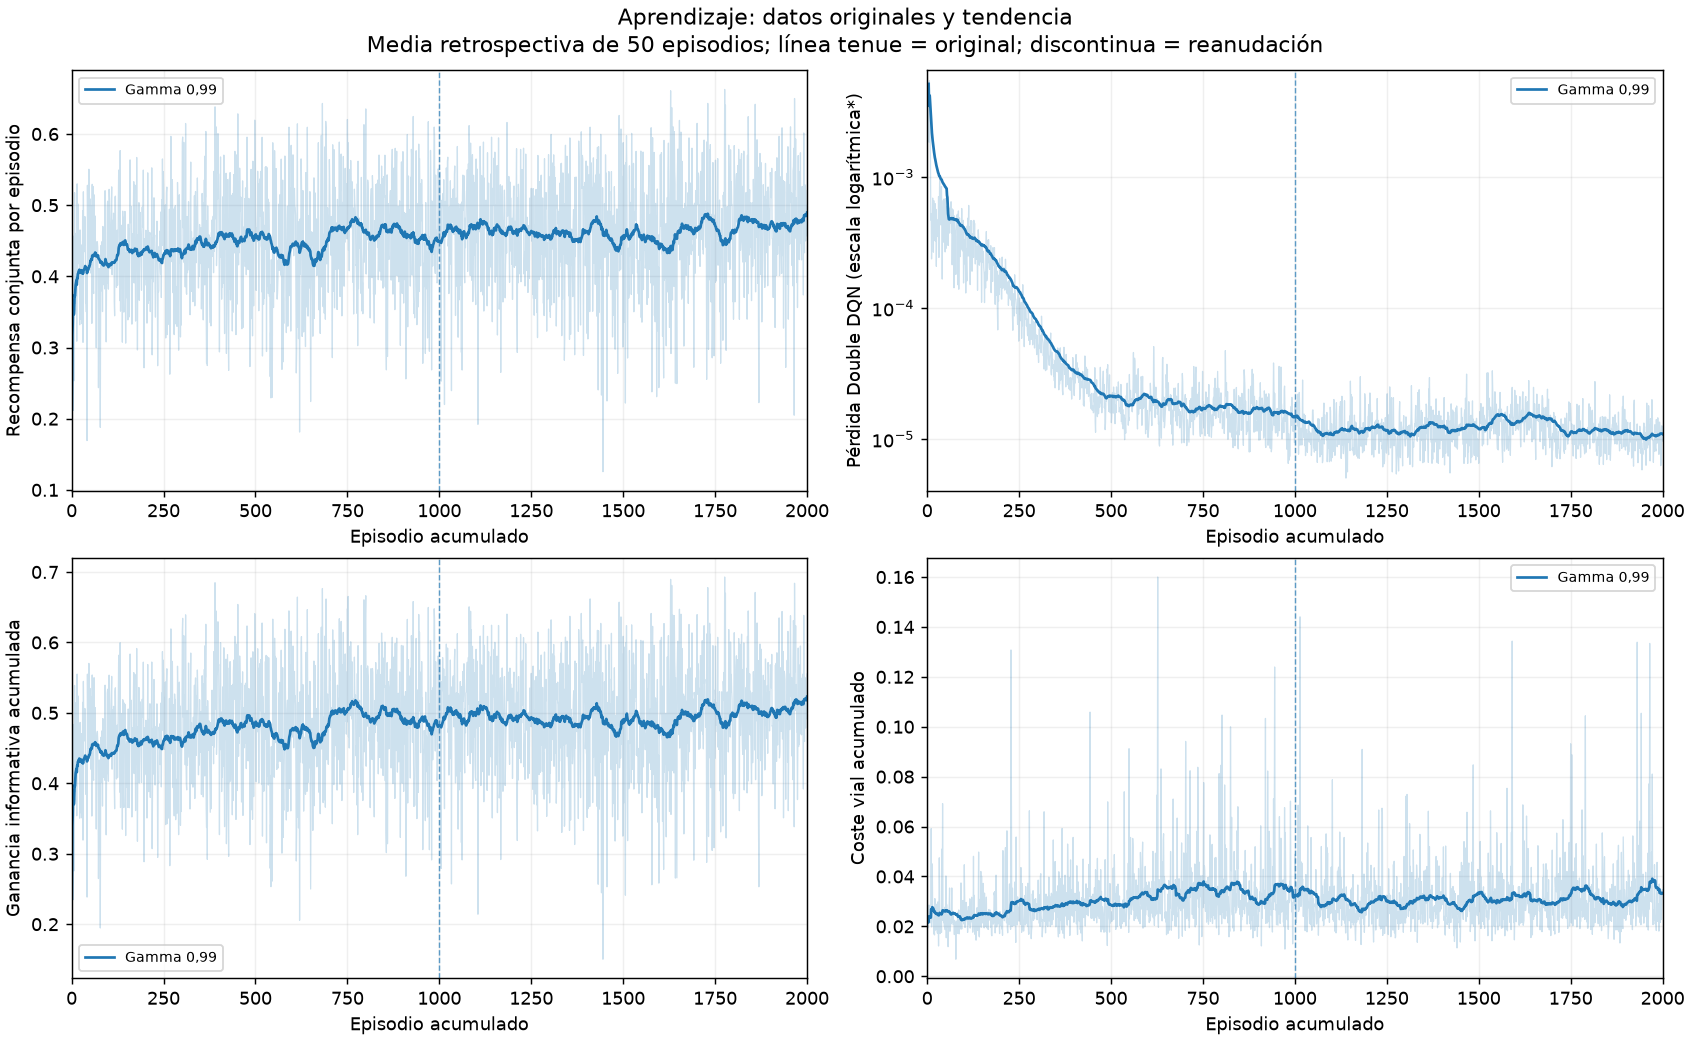 Aprendizaje: datos originales y tendencia
Media retrospectiva de 50 episodios; línea tenue = original; discontinua = reanudación
Recompensa conjunta por episodio
0.6
0.5
0.4
0.3
0.2
0.1
Gamma 0,99
0 250 500 750 1000 1250 1500 1750 2000
Episodio acumulado
Pérdida Double DQN (escala logarítmica*)
10⁻³
10⁻⁴
10⁻⁵
Gamma 0,99
0 250 500 750 1000 1250 1500 1750 2000
Episodio acumulado
Ganancia informativa acumulada
0.7
0.6
0.5
0.4
0.3
0.2
Gamma 0,99
0 250 500 750 1000 1250 1500 1750 2000
Episodio acumulado
Coste vial acumulado
0.16
0.14
0.12
0.10
0.08
0.06
0.04
0.02
0.00
Gamma 0,99
0 250 500 750 1000 1250 1500 1750 2000
Episodio acumulado